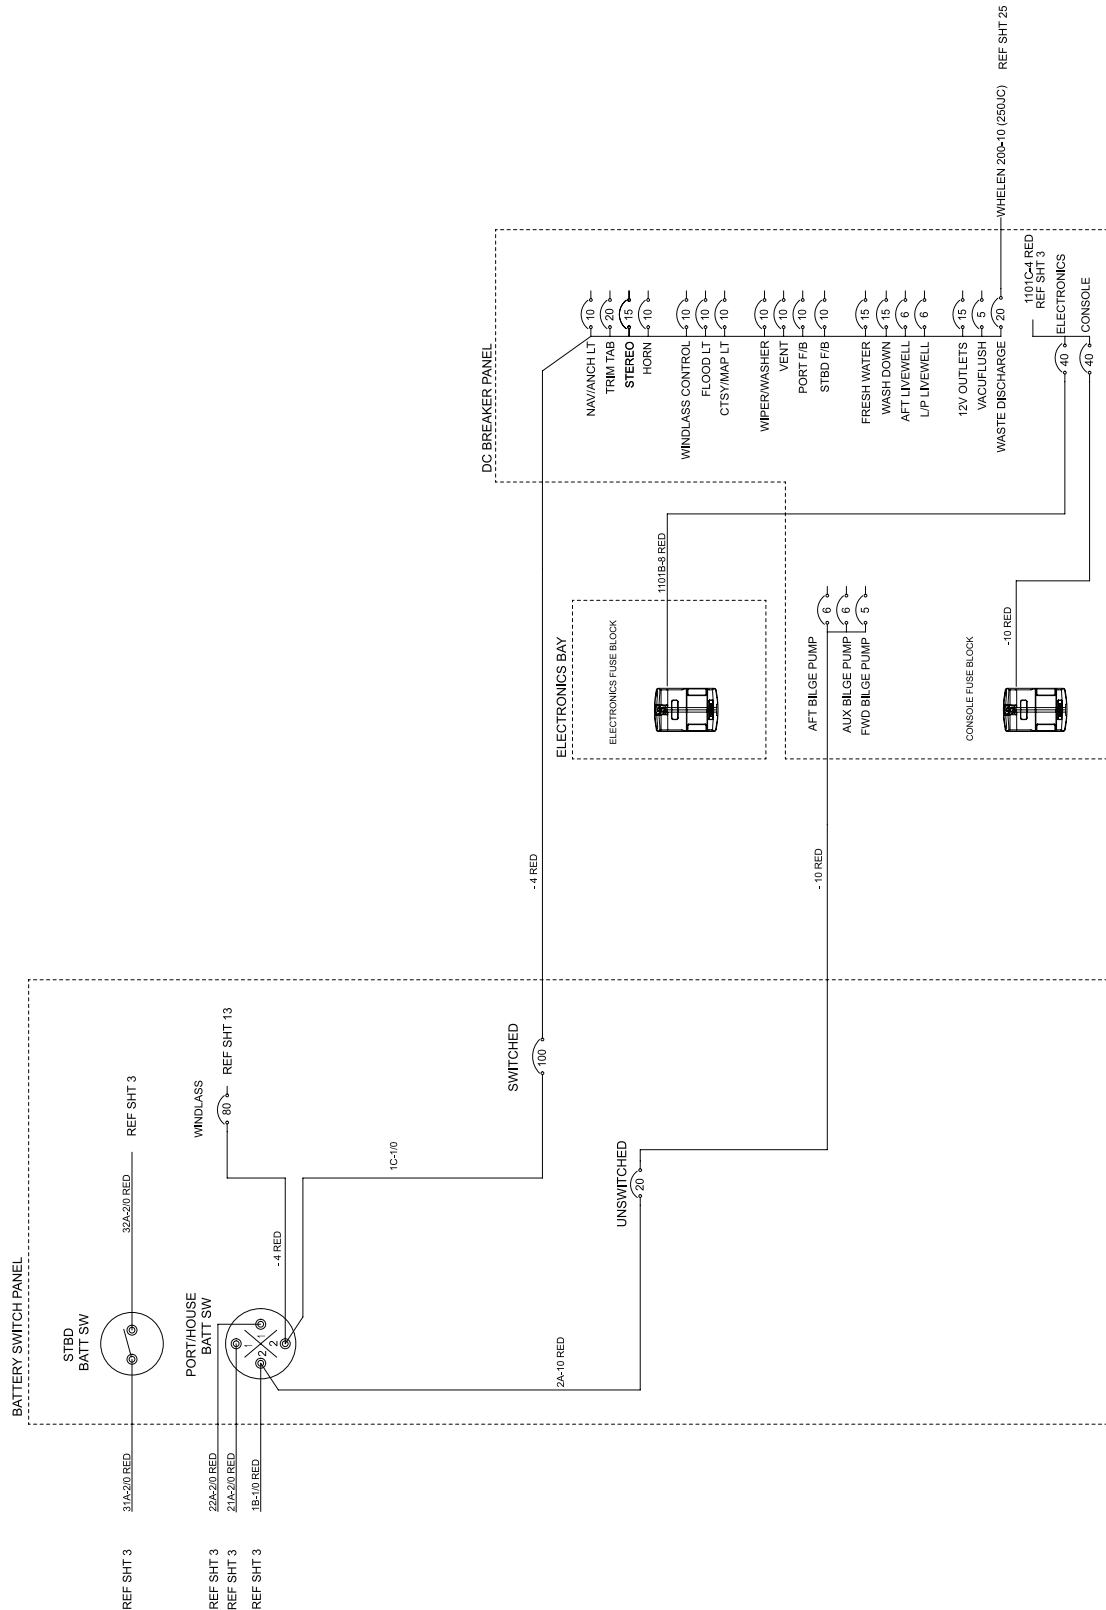 BATTERY SWITCH PANEL
STBD
BATT SW
31A-2/0 RED
32A-2/0 RED
REF SHT 3
REF SHT 3
PORT/HOUSE
BATT SW
1
1
2
2
22A-2/0 RED
21A-2/0 RED
1B-1/0 RED
REF SHT 3
REF SHT 3
REF SHT 3
WINDLASS
80
REF SHT 13
- 4 RED
1C-1/0
SWITCHED
100
- 4 RED
2A-10 RED
UNSWITCHED
20
- 10 RED
DC BREAKER PANEL
NAV/ANCH LT 10
TRIM TAB 20
STEREO 15
HORN 10
WINDLASS CONTROL 10
FLOOD LT 10
CTSY/MAP LT 10
WIPER/WASHER 10
VENT 10
PORT F/B 10
STBD F/B 10
FRESH WATER 15
WASH DOWN 15
AFT LIVEWELL 6
L/P LIVEWELL 6
12V OUTLETS 15
VACUFLUSH 5
WASTE DISCHARGE 20
WHELEN 200-10 (250JC) REF SHT 25
1101C-4 RED
REF SHT 3
40 ELECTRONICS
40 CONSOLE
ELECTRONICS BAY
ELECTRONICS FUSE BLOCK
1101B-8 RED
AFT BILGE PUMP 6
AUX BILGE PUMP 6
FWD BILGE PUMP 5
CONSOLE FUSE BLOCK
-10 RED